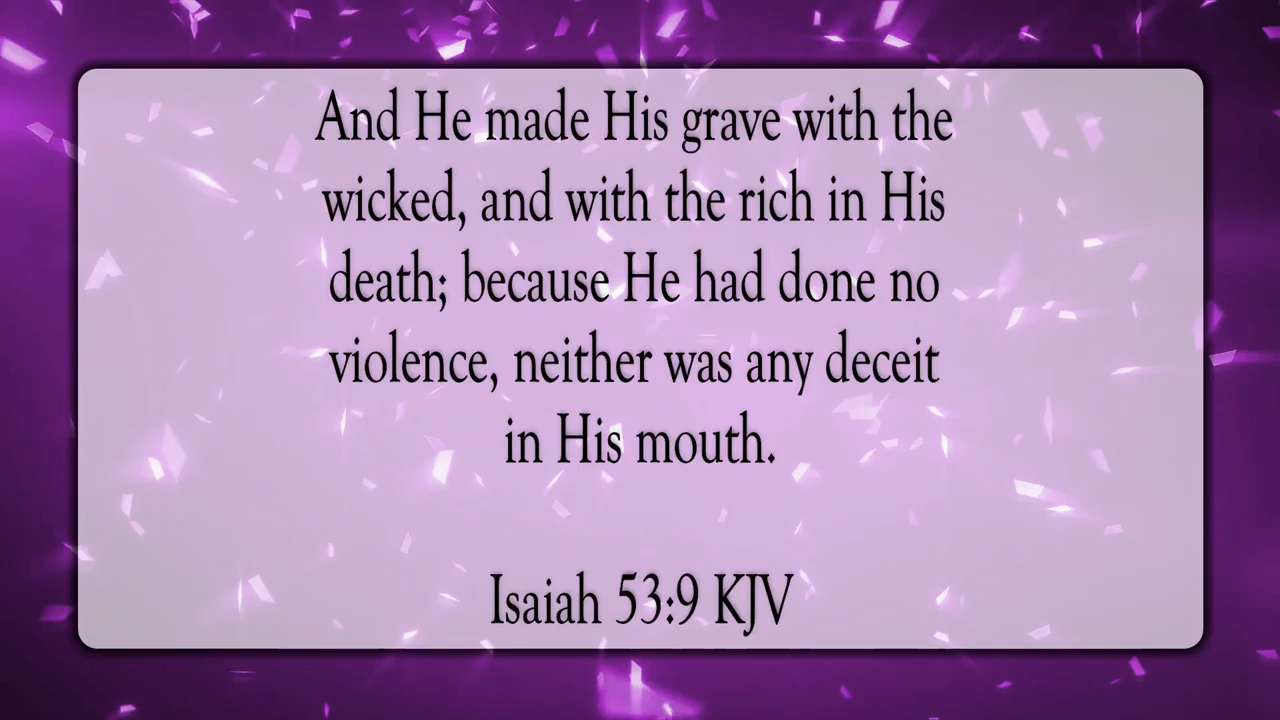 And He made His grave with the
wicked, and with the rich in His
death; because He had done no
violence, neither was any deceit
in His mouth.
Isaiah 53:9 KJV